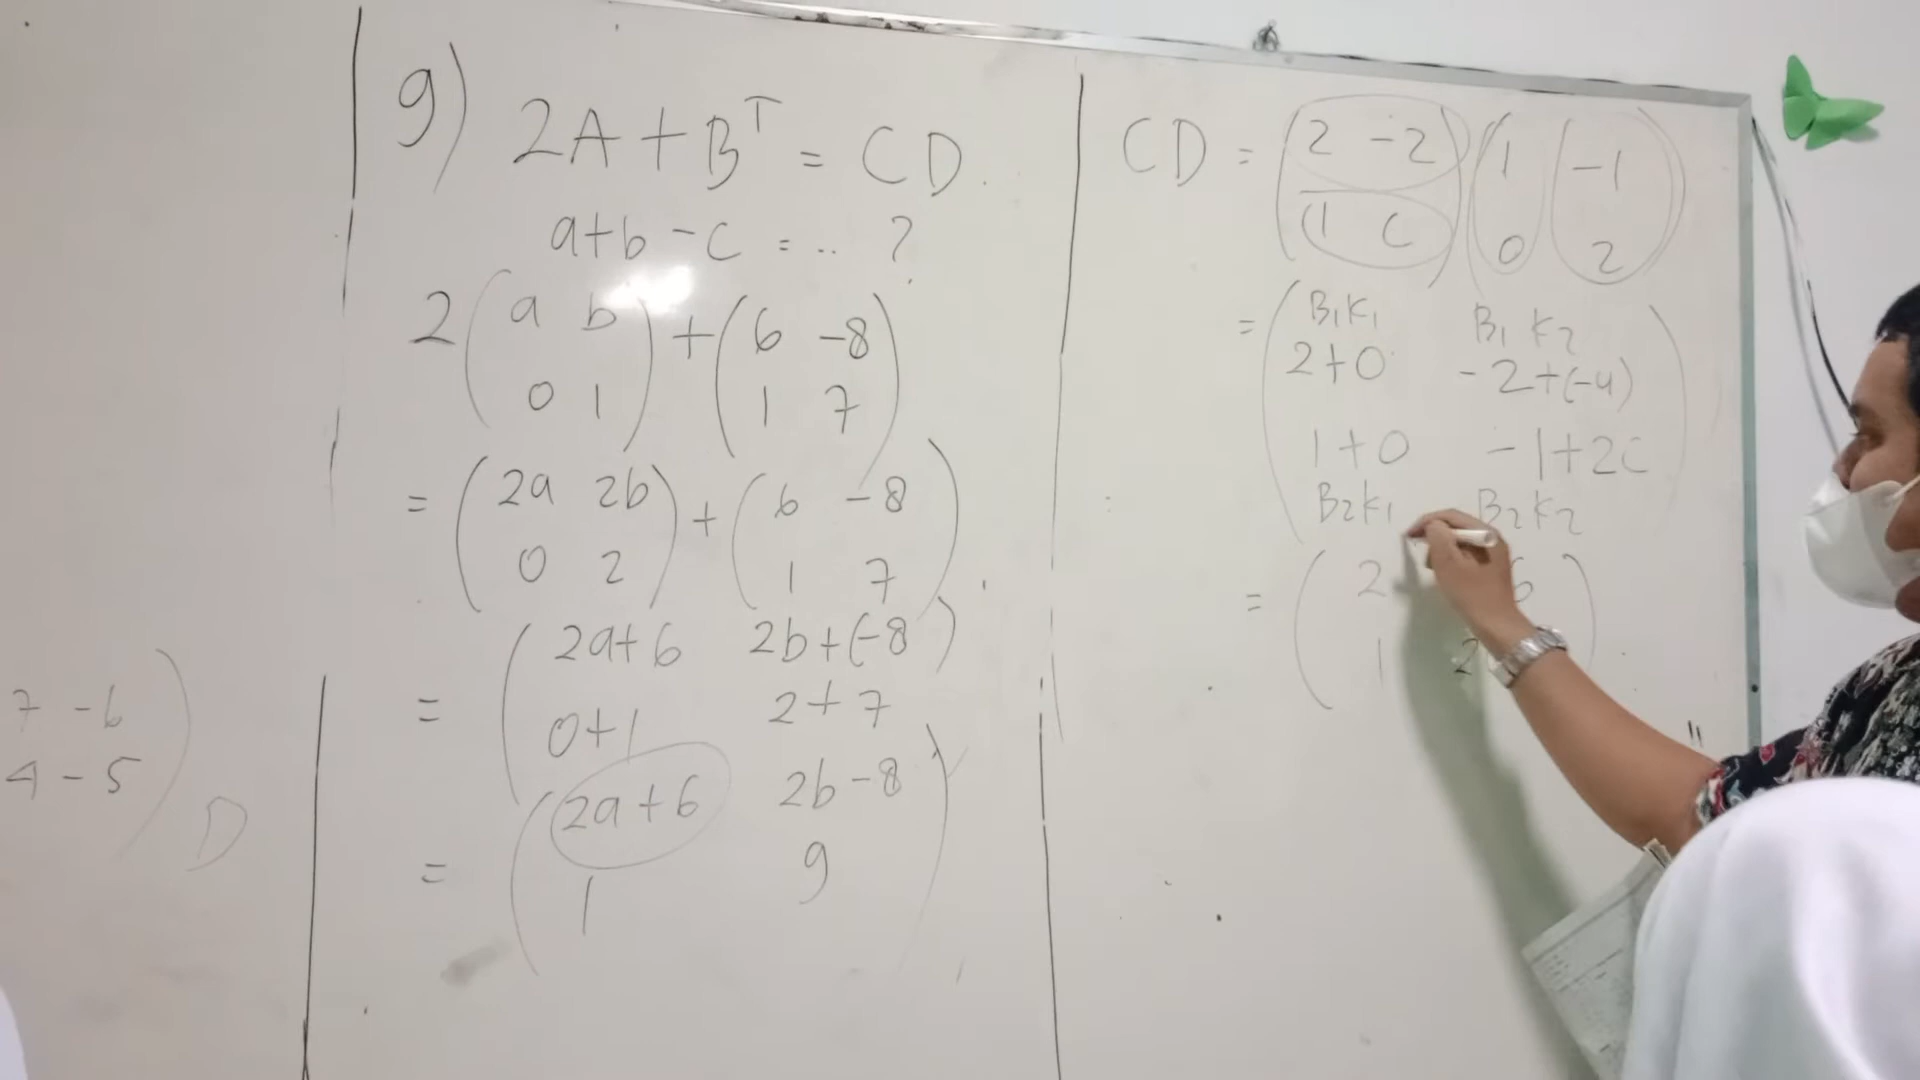 7 -6
4 -5
D
9) 2A + Bᵀ = CD
a+b-c = .. ?
2 ( a b ) + ( 6 -8 )
0 1 1 7
= ( 2a 2b ) + ( 6 -8 )
0 2 1 7
= ( 2a+6 2b+(-8 )
0+1 2+7
= ( 2a+6 2b-8 )
1 9
CD = ( 2 -2 ) ( 1 -1 )
1 c 0 2
= ( B₁K₁ B₁K₂ )
2+0 -2+(-4)
1+0 -1+2c
B₂K₁ B₂K₂
= ( 2 6 )
1 2